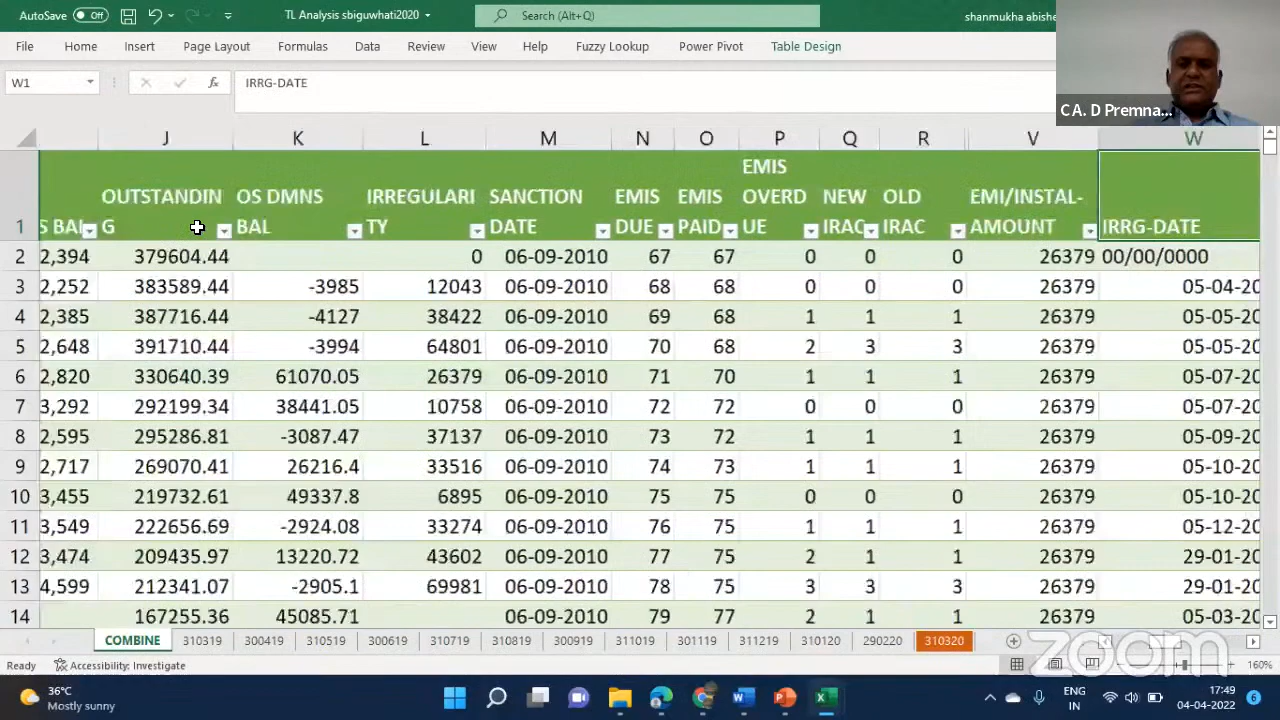 AutoSave Off TL Analysis sbiguwhati2020 Search (Alt+Q) shanmukha abishe
File Home Insert Page Layout Formulas Data Review View Help Fuzzy Lookup Power Pivot Table Design
W1 fx IRRG-DATE
CA. D Premna...
J K L M N O P Q R V W
EMIS
OUTSTANDIN OS DMNS IRREGULARI SANCTION EMIS EMIS OVERD NEW OLD EMI/INSTAL-
1 S BAL G BAL TY DATE DUE PAID UE IRAC IRAC AMOUNT IRRG-DATE
2 2,394 379604.44 0 06-09-2010 67 67 0 0 0 26379 00/00/0000
3 2,252 383589.44 -3985 12043 06-09-2010 68 68 0 0 0 26379 05-04-20
4 2,385 387716.44 -4127 38422 06-09-2010 69 68 1 1 1 26379 05-05-20
5 2,648 391710.44 -3994 64801 06-09-2010 70 68 2 3 3 26379 05-05-20
6 2,820 330640.39 61070.05 26379 06-09-2010 71 70 1 1 1 26379 05-07-20
7 3,292 292199.34 38441.05 10758 06-09-2010 72 72 0 0 0 26379 05-07-20
8 2,595 295286.81 -3087.47 37137 06-09-2010 73 72 1 1 1 26379 05-09-20
9 2,717 269070.41 26216.4 33516 06-09-2010 74 73 1 1 1 26379 05-10-20
10 3,455 219732.61 49337.8 6895 06-09-2010 75 75 0 0 0 26379 05-10-20
11 3,549 222656.69 -2924.08 33274 06-09-2010 76 75 1 1 1 26379 05-12-20
12 3,474 209435.97 13220.72 43602 06-09-2010 77 75 2 1 1 26379 29-01-20
13 4,599 212341.07 -2905.1 69981 06-09-2010 78 75 3 3 3 26379 29-01-20
14 167255.36 45085.71 06-09-2010 79 77 2 1 1 26379 05-03-20
COMBINE 310319 300419 310519 300619 310719 310819 300919 311019 301119 311219 310120 290220 310320
zoom
Ready Accessibility: Investigate 160%
36°C ENG 17:49
Mostly sunny IN 04-04-2022 6